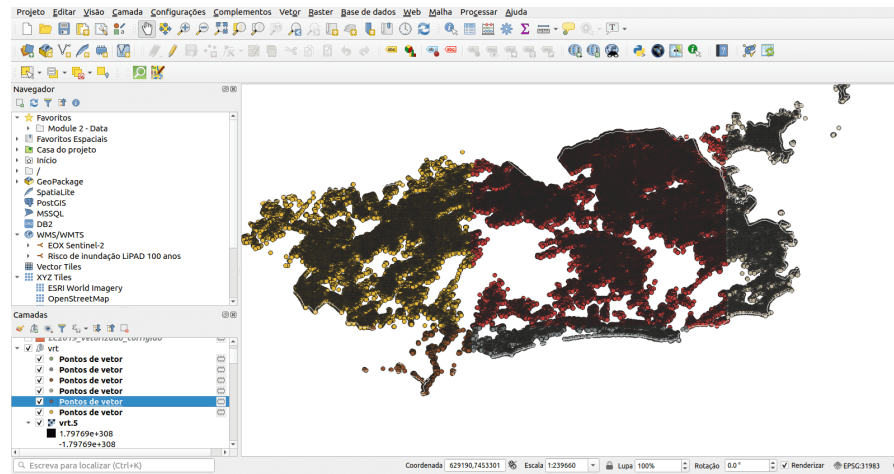 Projeto Editar Visão Camada Configurações Complementos Vetor Raster Base de dados Web Malha Processar Ajuda
Navegador
Favoritos
Module 2 - Data
Favoritos Espaciais
Casa do projeto
Início
/
GeoPackage
SpatiaLite
PostGIS
MSSQL
DB2
WMS/WMTS
EOX Sentinel-2
Risco de inundação LiPAD 100 anos
Vector Tiles
XYZ Tiles
ESRI World Imagery
OpenStreetMap
Camadas
vrt
Pontos de vetor
Pontos de vetor
Pontos de vetor
Pontos de vetor
Pontos de vetor
Pontos de vetor
vrt.5
1.79769e+308
-1.79769e+308
Escreva para localizar (Ctrl+K) Coordenada 629190,7453301 Escala 1:239660 Lupa 100% Rotação 0.0 ° Renderizar EPSG:31983